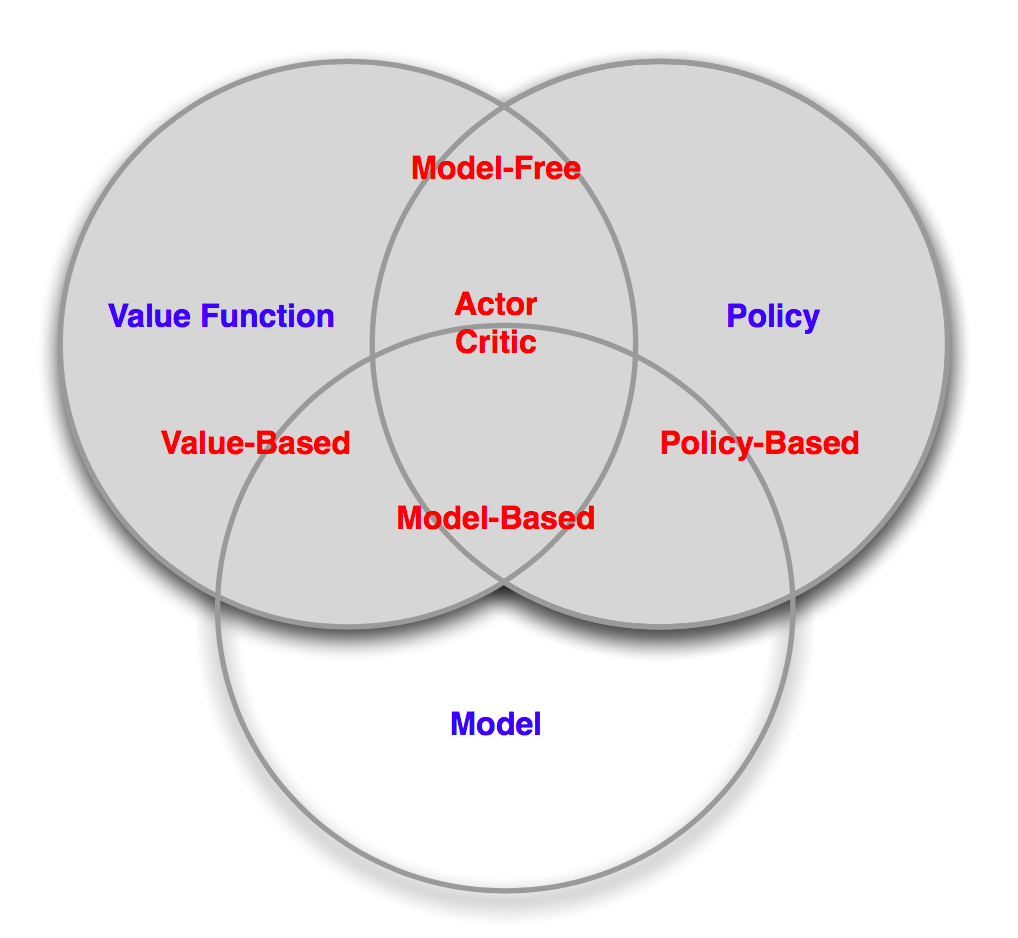 Model-Free
Actor
Critic
Value Function
Policy
Value-Based
Policy-Based
Model-Based
Model